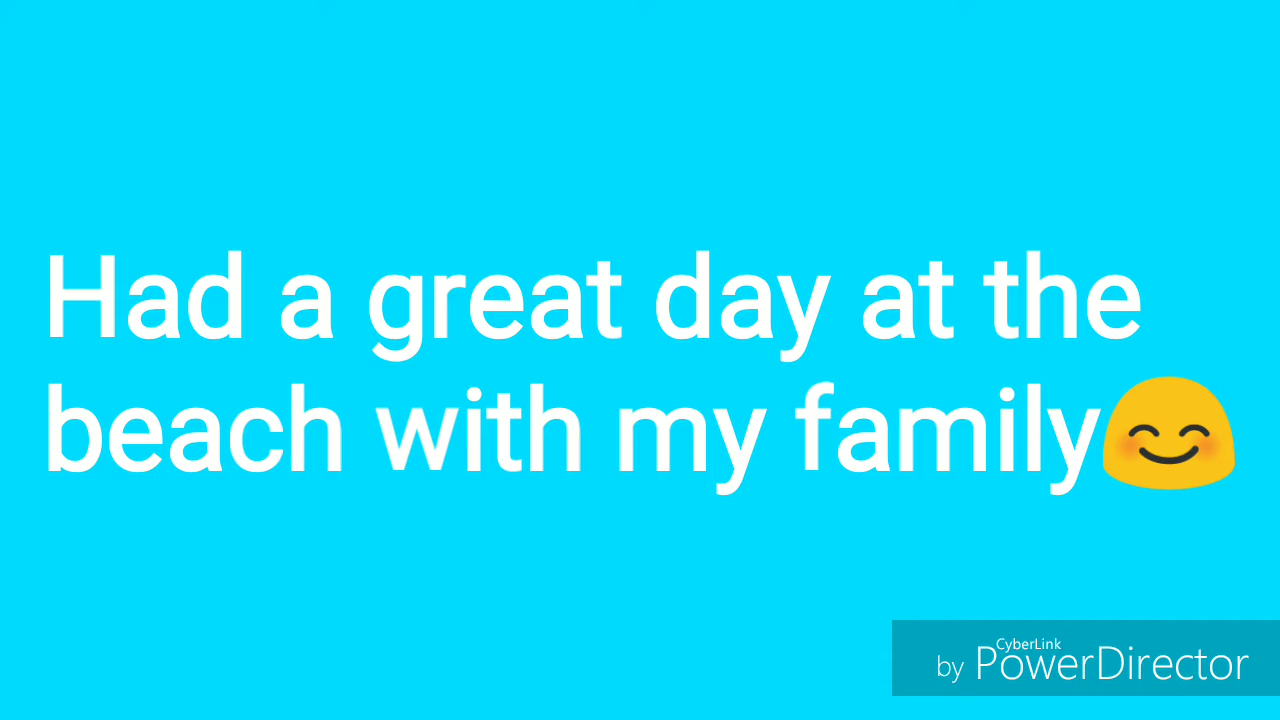 Had a great day at the
beach with my family😊
by CyberLink PowerDirector